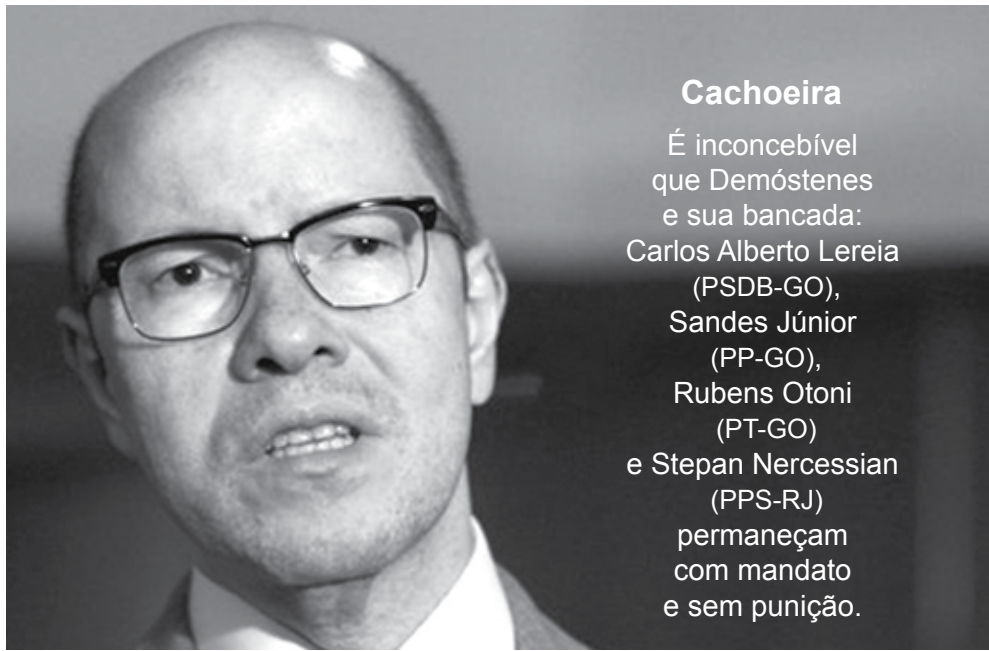 Cachoeira
É inconcebível
que Demóstenes
e sua bancada:
Carlos Alberto Lereia
(PSDB-GO),
Sandes Júnior
(PP-GO),
Rubens Otoni
(PT-GO)
e Stepan Nercessian
(PPS-RJ)
permaneçam
com mandato
e sem punição.